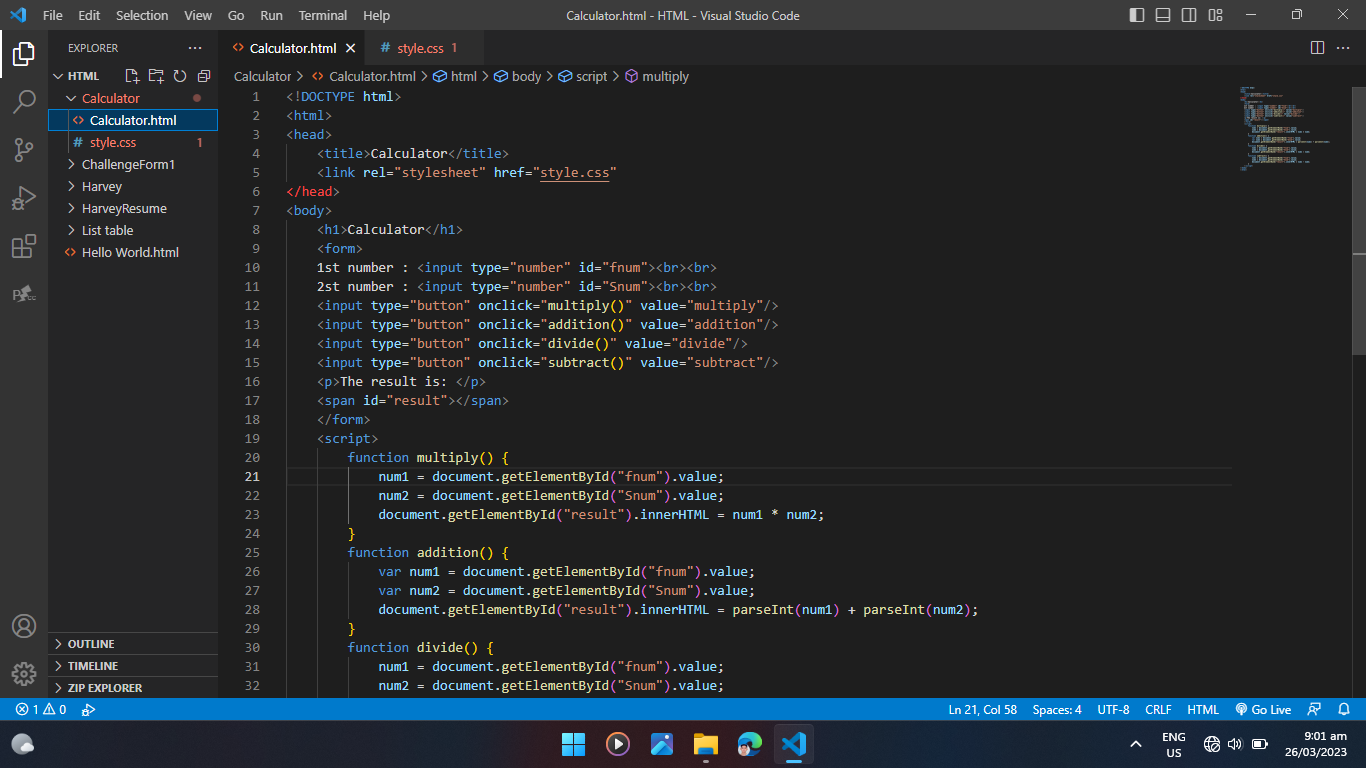 File Edit Selection View Go Run Terminal Help Calculator.html - HTML - Visual Studio Code
EXPLORER
HTML
Calculator
Calculator.html
style.css 1
ChallengeForm1
Harvey
HarveyResume
List table
Hello World.html
OUTLINE
TIMELINE
ZIP EXPLORER
Calculator.html style.css 1
Calculator > Calculator.html > html > body > script > multiply
1 <!DOCTYPE html>
2 <html>
3 <head>
4 <title>Calculator</title>
5 <link rel="stylesheet" href="style.css"
6 </head>
7 <body>
8 <h1>Calculator</h1>
9 <form>
10 1st number : <input type="number" id="fnum"><br><br>
11 2st number : <input type="number" id="Snum"><br><br>
12 <input type="button" onclick="multiply()" value="multiply"/>
13 <input type="button" onclick="addition()" value="addition"/>
14 <input type="button" onclick="divide()" value="divide"/>
15 <input type="button" onclick="subtract()" value="subtract"/>
16 <p>The result is: </p>
17 <span id="result"></span>
18 </form>
19 <script>
20 function multiply() {
21 num1 = document.getElementById("fnum").value;
22 num2 = document.getElementById("Snum").value;
23 document.getElementById("result").innerHTML = num1 * num2;
24 }
25 function addition() {
26 var num1 = document.getElementById("fnum").value;
27 var num2 = document.getElementById("Snum").value;
28 document.getElementById("result").innerHTML = parseInt(num1) + parseInt(num2);
29 }
30 function divide() {
31 num1 = document.getElementById("fnum").value;
32 num2 = document.getElementById("Snum").value;
1 0 Ln 21, Col 58 Spaces: 4 UTF-8 CRLF HTML Go Live
ENG
US
9:01 am
26/03/2023